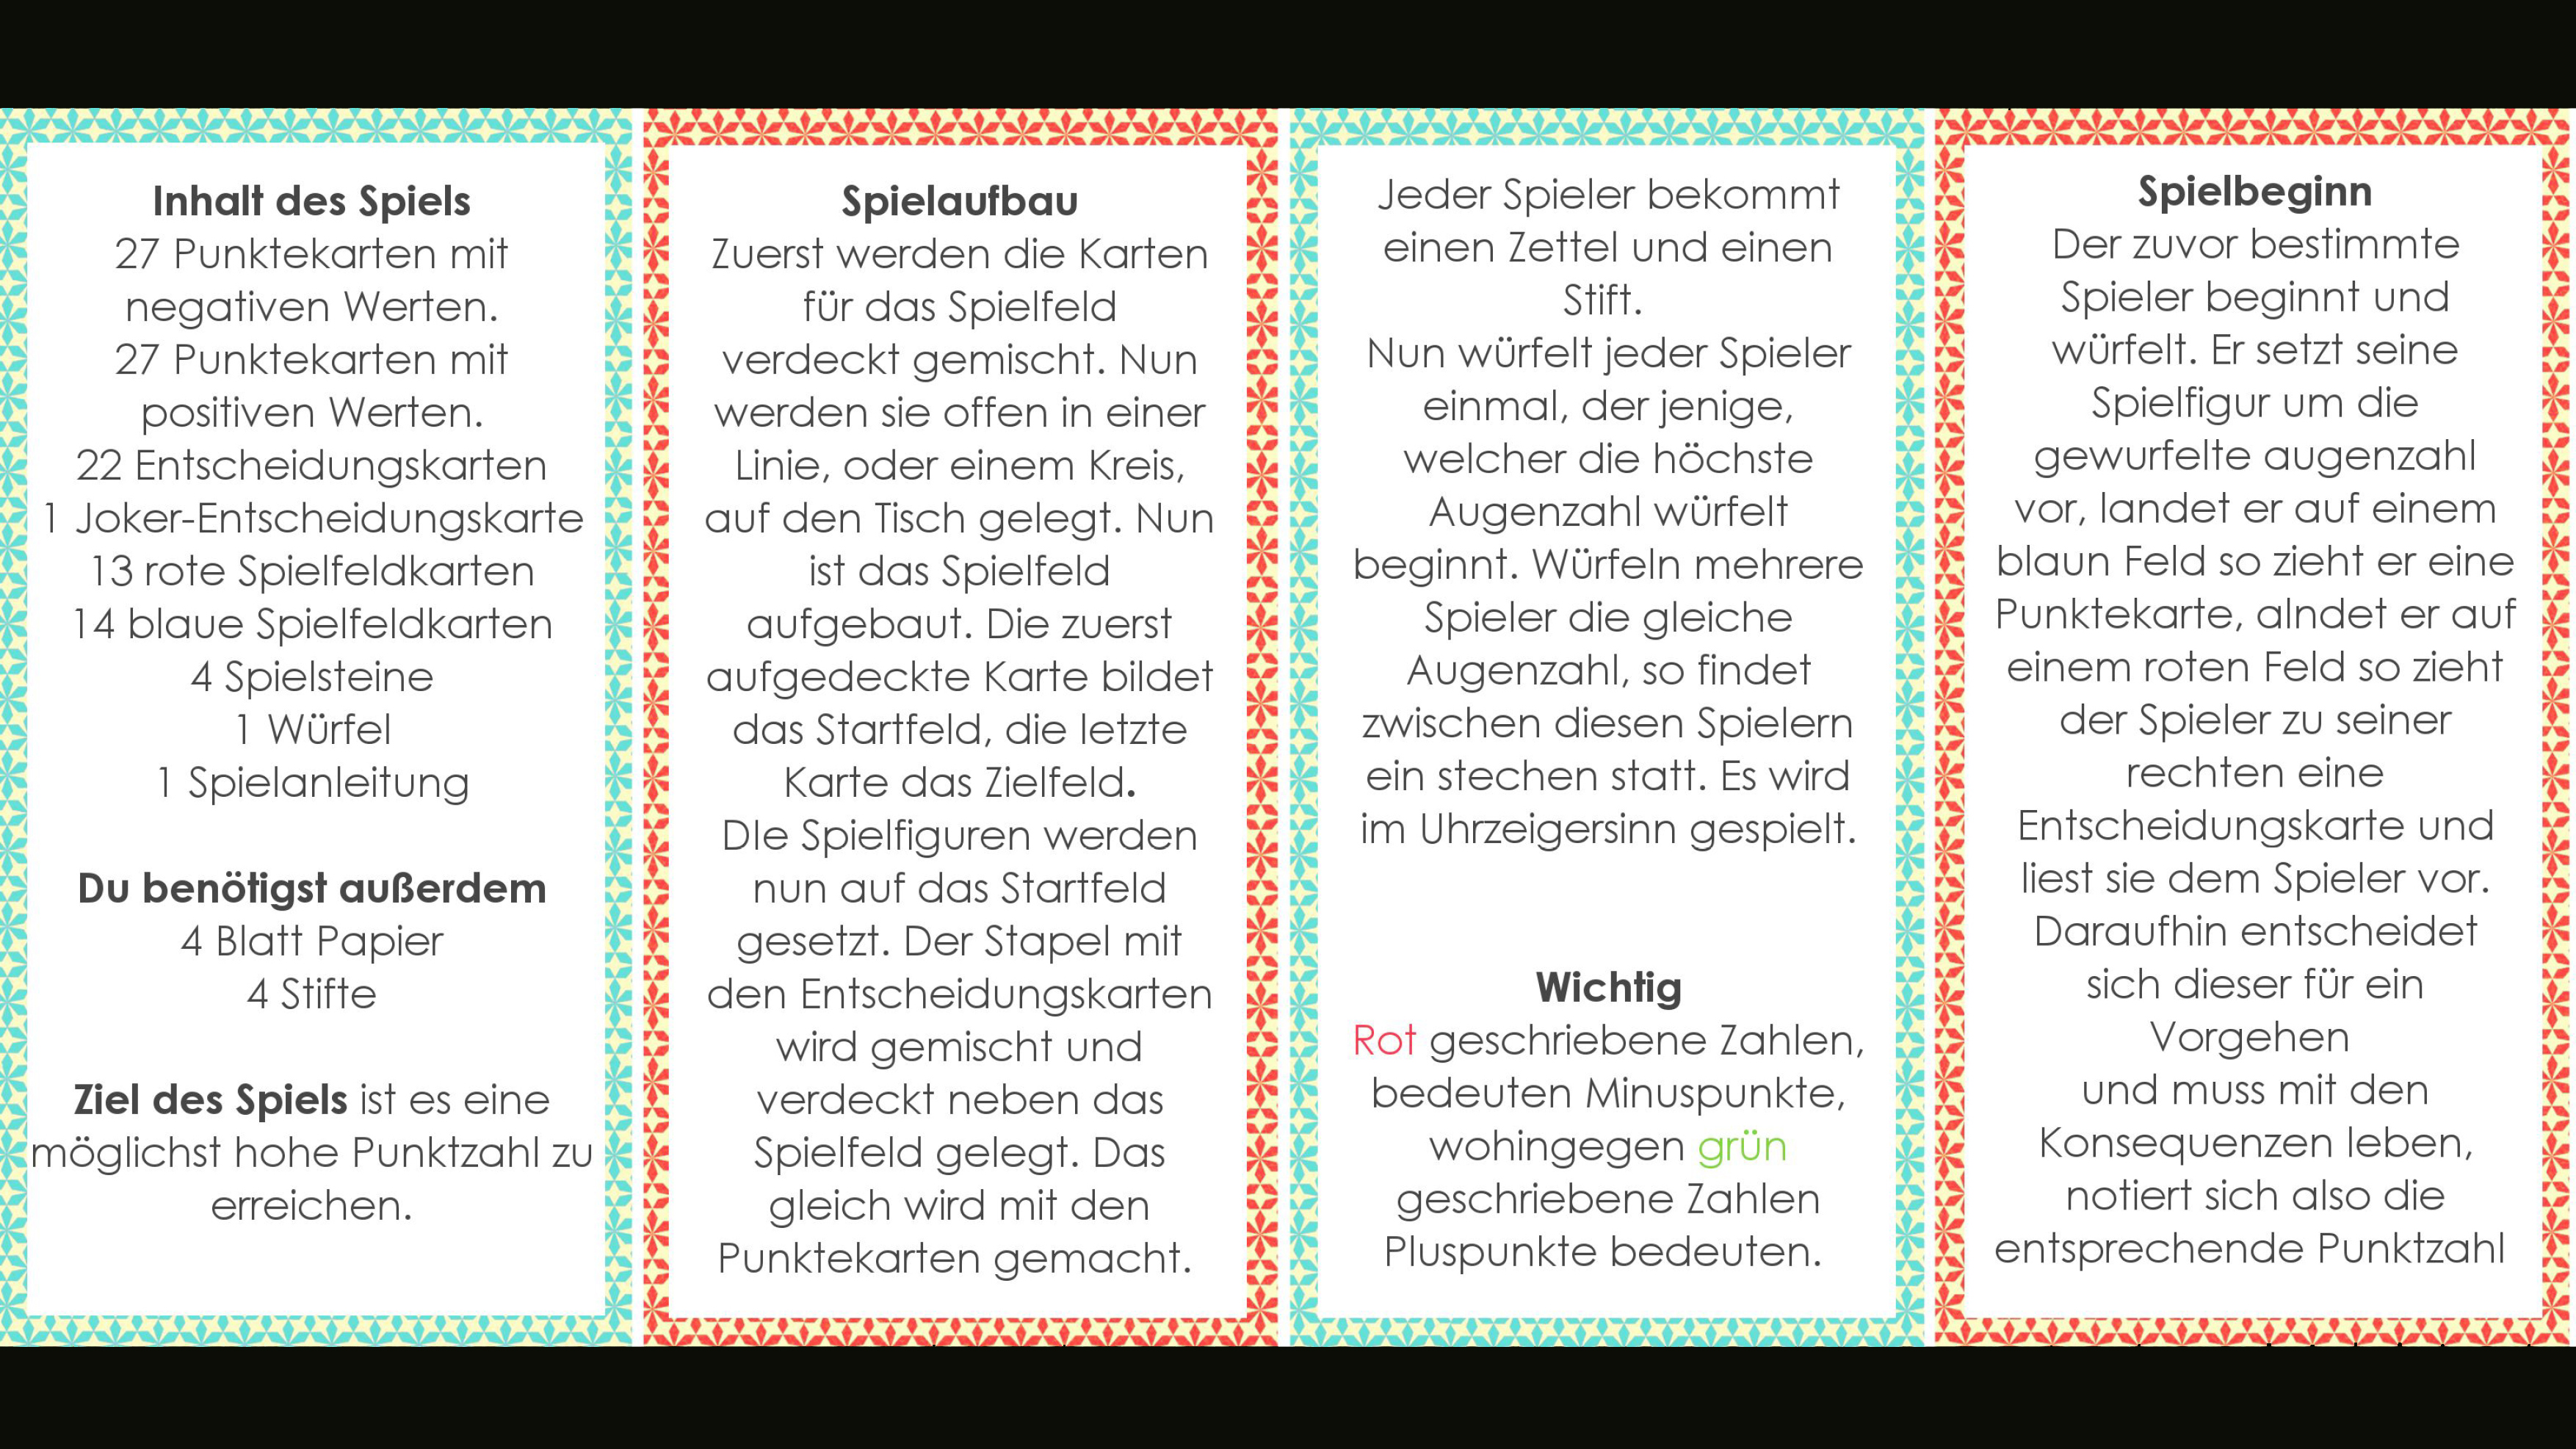 Inhalt des Spiels
27 Punktekarten mit
negativen Werten.
27 Punktekarten mit
positiven Werten.
22 Entscheidungskarten
1 Joker-Entscheidungskarte
13 rote Spielfeldkarten
14 blaue Spielfeldkarten
4 Spielsteine
1 Würfel
1 Spielanleitung
Du benötigst außerdem
4 Blatt Papier
4 Stifte
Ziel des Spiels ist es eine
möglichst hohe Punktzahl zu
erreichen.
Spielaufbau
Zuerst werden die Karten
für das Spielfeld
verdeckt gemischt. Nun
werden sie offen in einer
Linie, oder einem Kreis,
auf den Tisch gelegt. Nun
ist das Spielfeld
aufgebaut. Die zuerst
aufgedeckte Karte bildet
das Startfeld, die letzte
Karte das Zielfeld.
DIe Spielfiguren werden
nun auf das Startfeld
gesetzt. Der Stapel mit
den Entscheidungskarten
wird gemischt und
verdeckt neben das
Spielfeld gelegt. Das
gleich wird mit den
Punktekarten gemacht.
Jeder Spieler bekommt
einen Zettel und einen
Stift.
Nun würfelt jeder Spieler
einmal, der jenige,
welcher die höchste
Augenzahl würfelt
beginnt. Würfeln mehrere
Spieler die gleiche
Augenzahl, so findet
zwischen diesen Spielern
ein stechen statt. Es wird
im Uhrzeigersinn gespielt.
Wichtig
Rot geschriebene Zahlen,
bedeuten Minuspunkte,
wohingegen grün
geschriebene Zahlen
Pluspunkte bedeuten.
Spielbeginn
Der zuvor bestimmte
Spieler beginnt und
würfelt. Er setzt seine
Spielfigur um die
gewurfelte augenzahl
vor, landet er auf einem
blaun Feld so zieht er eine
Punktekarte, alndet er auf
einem roten Feld so zieht
der Spieler zu seiner
rechten eine
Entscheidungskarte und
liest sie dem Spieler vor.
Daraufhin entscheidet
sich dieser für ein
Vorgehen
und muss mit den
Konsequenzen leben,
notiert sich also die
entsprechende Punktzahl